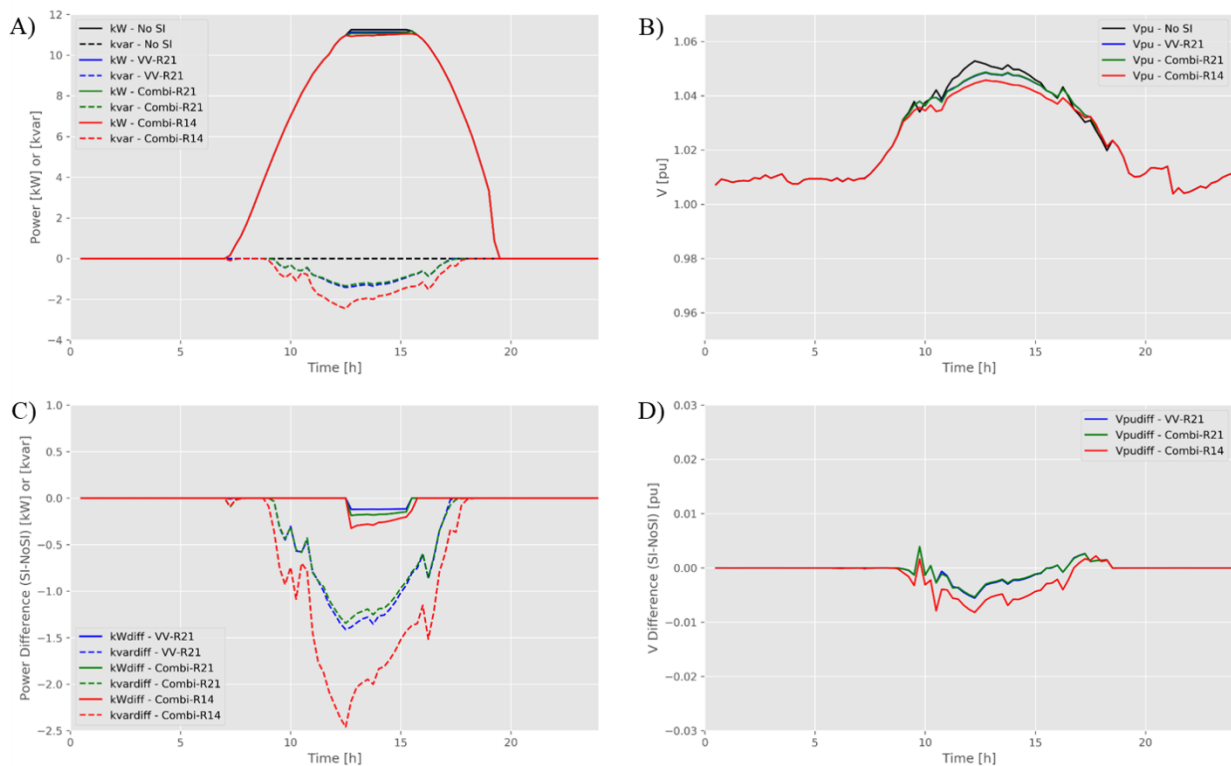 A)
12
10
8
6
4
2
0
−2
−4
0
5
10
15
20
Power [kW] or [kvar]
Time [h]
kW - No SI
kvar - No SI
kW - VV-R21
kvar - VV-R21
kW - Combi-R21
kvar - Combi-R21
kW - Combi-R14
kvar - Combi-R14
B)
1.06
1.04
1.02
1.00
0.98
0.96
0
5
10
15
20
V [pu]
Time [h]
Vpu - No SI
Vpu - VV-R21
Vpu - Combi-R21
Vpu - Combi-R14
C)
1.0
0.5
0.0
−0.5
−1.0
−1.5
−2.0
−2.5
0
5
10
15
20
Power Difference (SI-NoSI) [kW] or [kvar]
Time [h]
kWdiff - VV-R21
kvardiff - VV-R21
kWdiff - Combi-R21
kvardiff - Combi-R21
kWdiff - Combi-R14
kvardiff - Combi-R14
D)
0.03
0.02
0.01
0.00
−0.01
−0.02
−0.03
0
5
10
15
20
V Difference (SI-NoSI) [pu]
Time [h]
Vpudiff - VV-R21
Vpudiff - Combi-R21
Vpudiff - Combi-R14